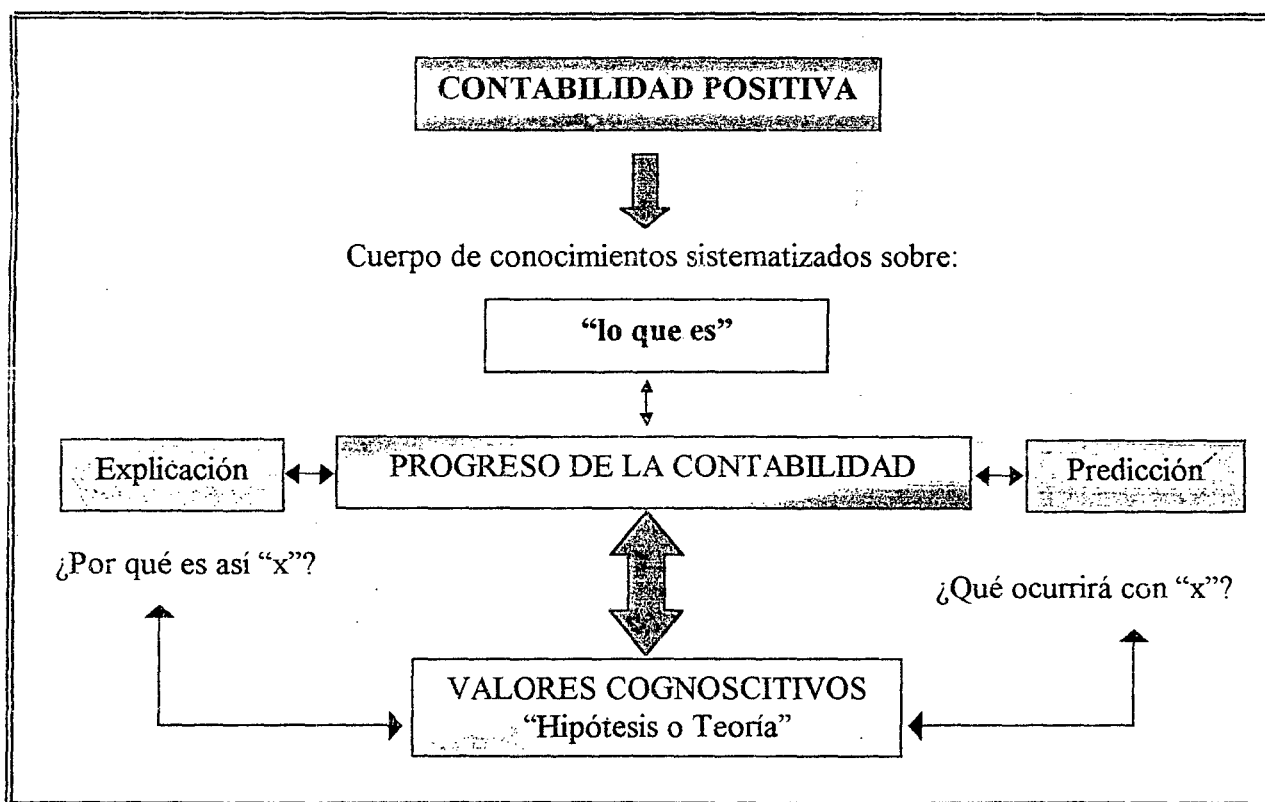 CONTABILIDAD POSITIVA
Cuerpo de conocimientos sistematizados sobre:
“lo que es”
Explicación
PROGRESO DE LA CONTABILIDAD
Predicción
¿Por qué es así “x”?
¿Qué ocurrirá con “x”?
VALORES COGNOSCITIVOS
“Hipótesis o Teoría”